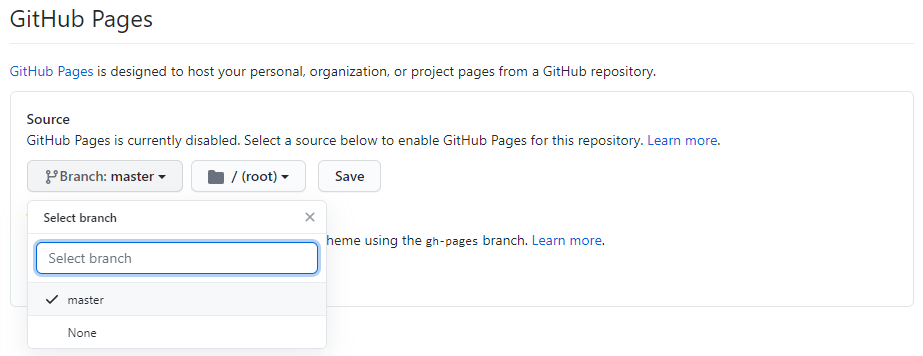 GitHub Pages
GitHub Pages is designed to host your personal, organization, or project pages from a GitHub repository.
Source
GitHub Pages is currently disabled. Select a source below to enable GitHub Pages for this repository. Learn more.
Branch: master / (root) Save
Select branch
heme using the gh-pages branch. Learn more.
Select branch
master
None